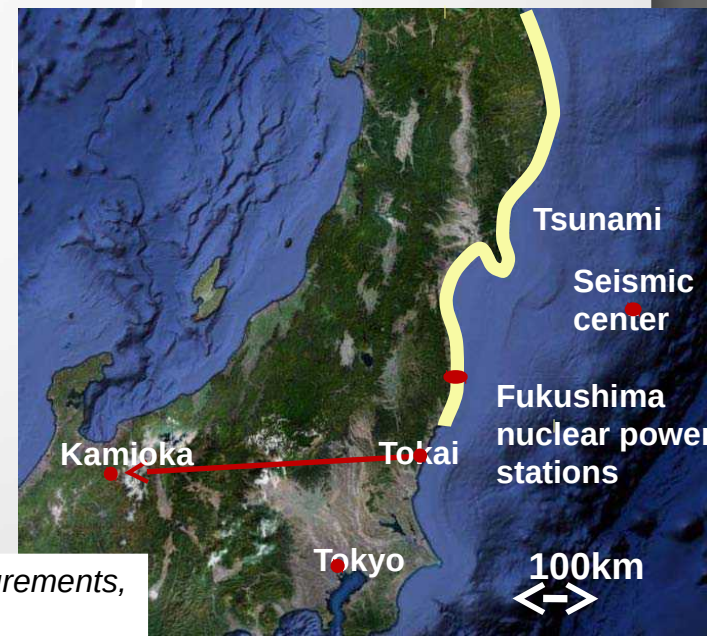 Tsunami
Seismic
center
Fukushima
nuclear power
stations
Kamioka
Tokai
Tokyo
100km
urements,